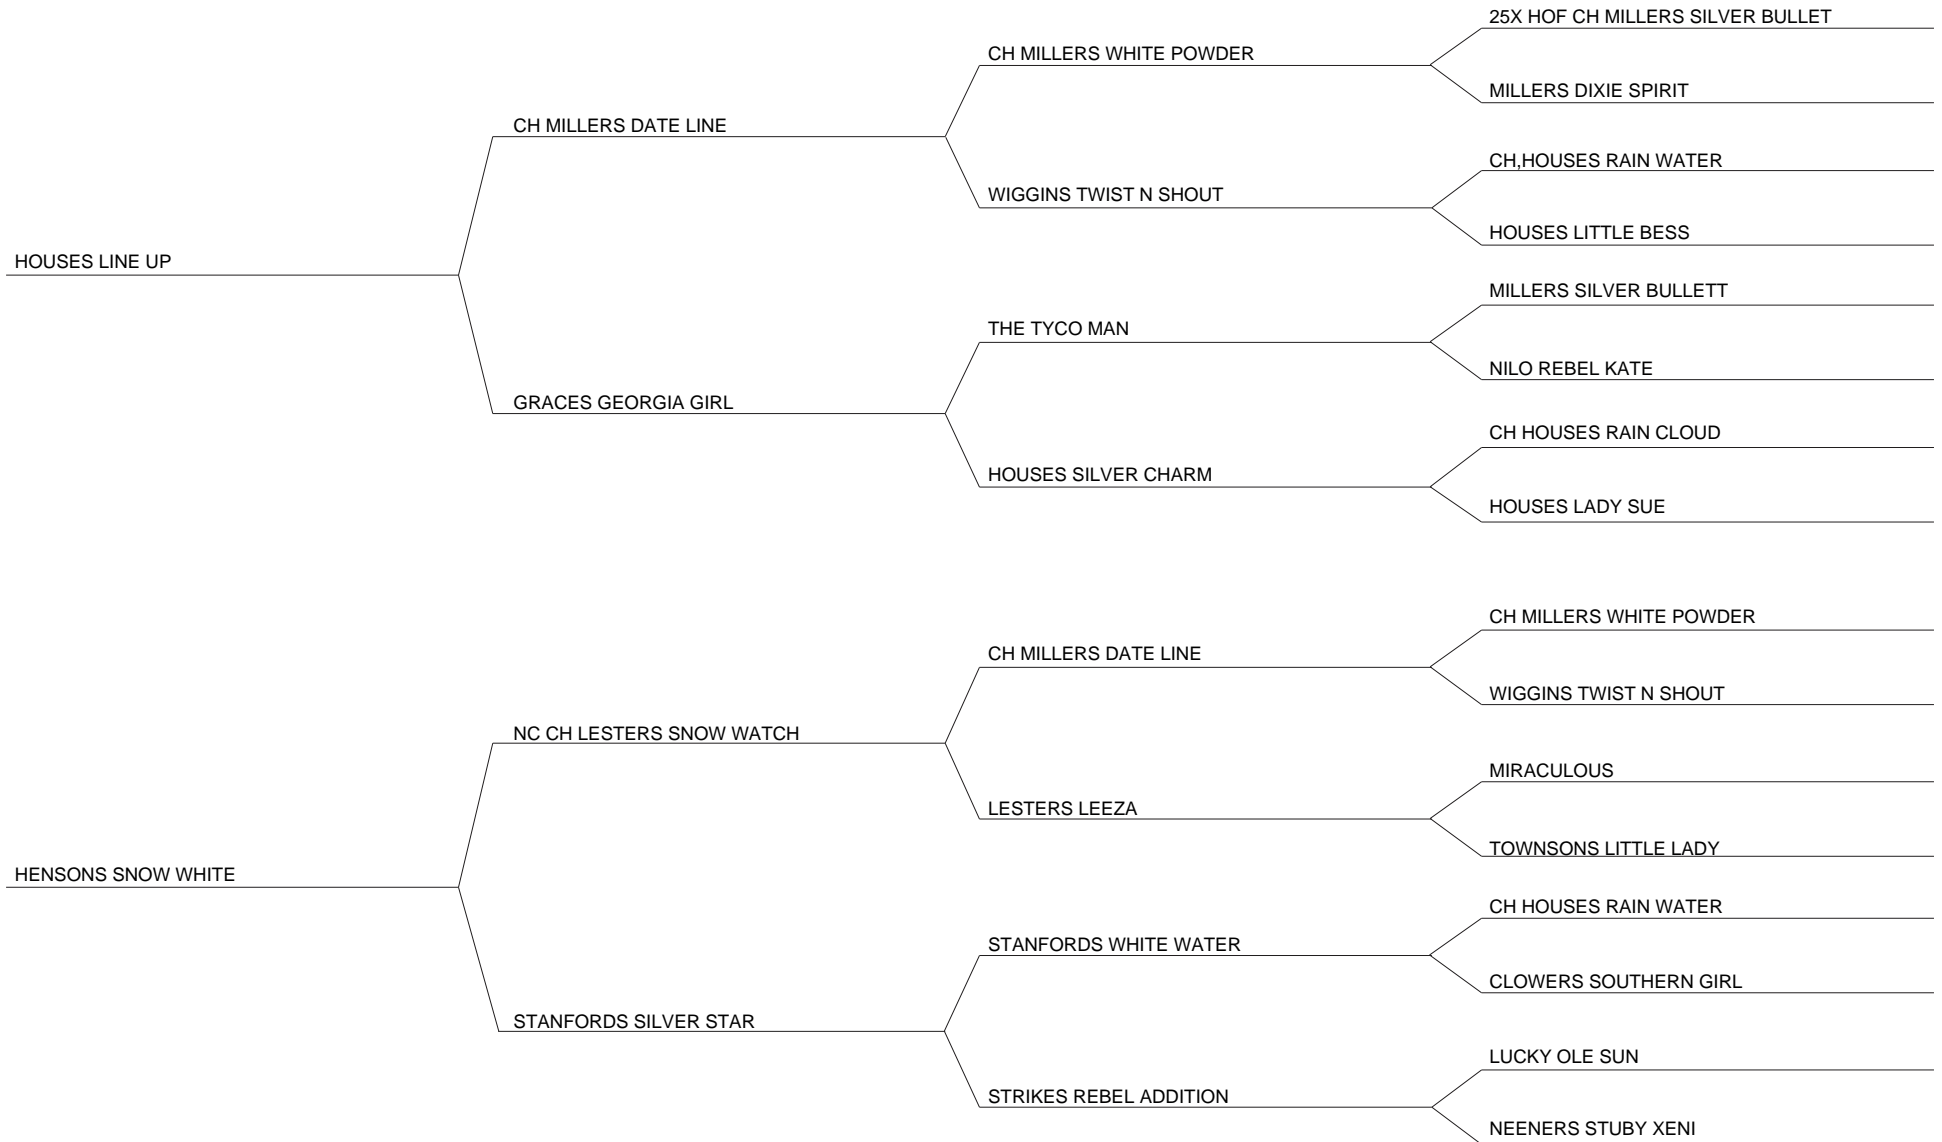 25X HOF CH MILLERS SILVER BULLET
CH MILLERS WHITE POWDER
MILLERS DIXIE SPIRIT
CH MILLERS DATE LINE
CH,HOUSES RAIN WATER
WIGGINS TWIST N SHOUT
HOUSES LITTLE BESS
HOUSES LINE UP
MILLERS SILVER BULLETT
THE TYCO MAN
NILO REBEL KATE
GRACES GEORGIA GIRL
CH HOUSES RAIN CLOUD
HOUSES SILVER CHARM
HOUSES LADY SUE
CH MILLERS WHITE POWDER
CH MILLERS DATE LINE
WIGGINS TWIST N SHOUT
NC CH LESTERS SNOW WATCH
MIRACULOUS
LESTERS LEEZA
TOWNSONS LITTLE LADY
HENSONS SNOW WHITE
CH HOUSES RAIN WATER
STANFORDS WHITE WATER
CLOWERS SOUTHERN GIRL
STANFORDS SILVER STAR
LUCKY OLE SUN
STRIKES REBEL ADDITION
NEENERS STUBY XENI